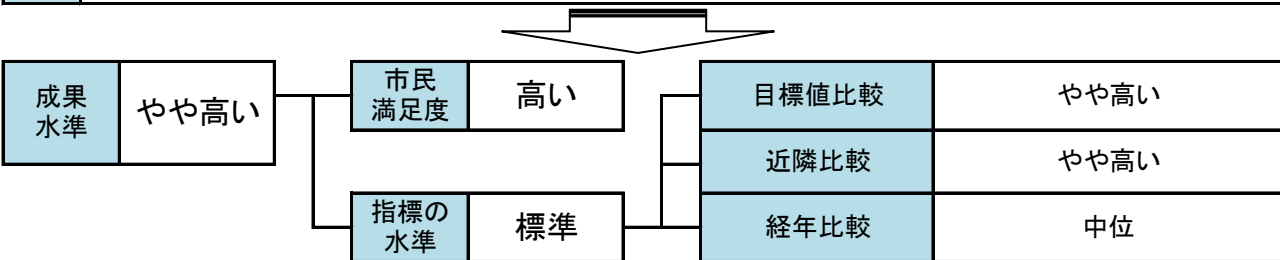 成果
水準
やや高い
市民
満足度
高い
目標値比較
やや高い
近隣比較
やや高い
指標の
水準
標準
経年比較
中位